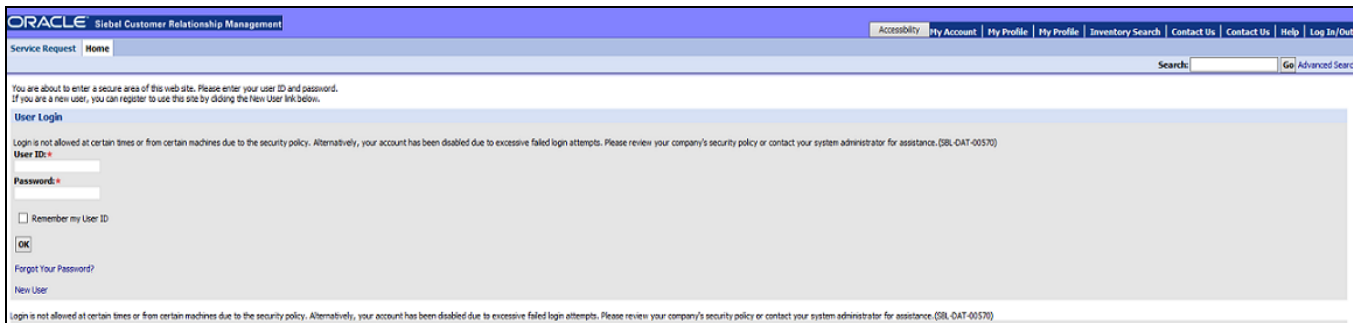 ORACLE Siebel Customer Relationship Management
Accessibility My Account | My Profile | My Profile | Inventory Search | Contact Us | Contact Us | Help | Log In/Out
Service Request Home
Search: Go Advanced Searc
You are about to enter a secure area of this web site. Please enter your user ID and password.
If you are a new user, you can register to use this site by clicking the New User link below.
User Login
Login is not allowed at certain times or from certain machines due to the security policy. Alternatively, your account has been disabled due to excessive failed login attempts. Please review your company's security policy or contact your system administrator for assistance.(SBL-DAT-00570)
User ID:*
Password:*
Remember my User ID
OK
Forgot Your Password?
New User
Login is not allowed at certain times or from certain machines due to the security policy. Alternatively, your account has been disabled due to excessive failed login attempts. Please review your company's security policy or contact your system administrator for assistance.(SBL-DAT-00570)